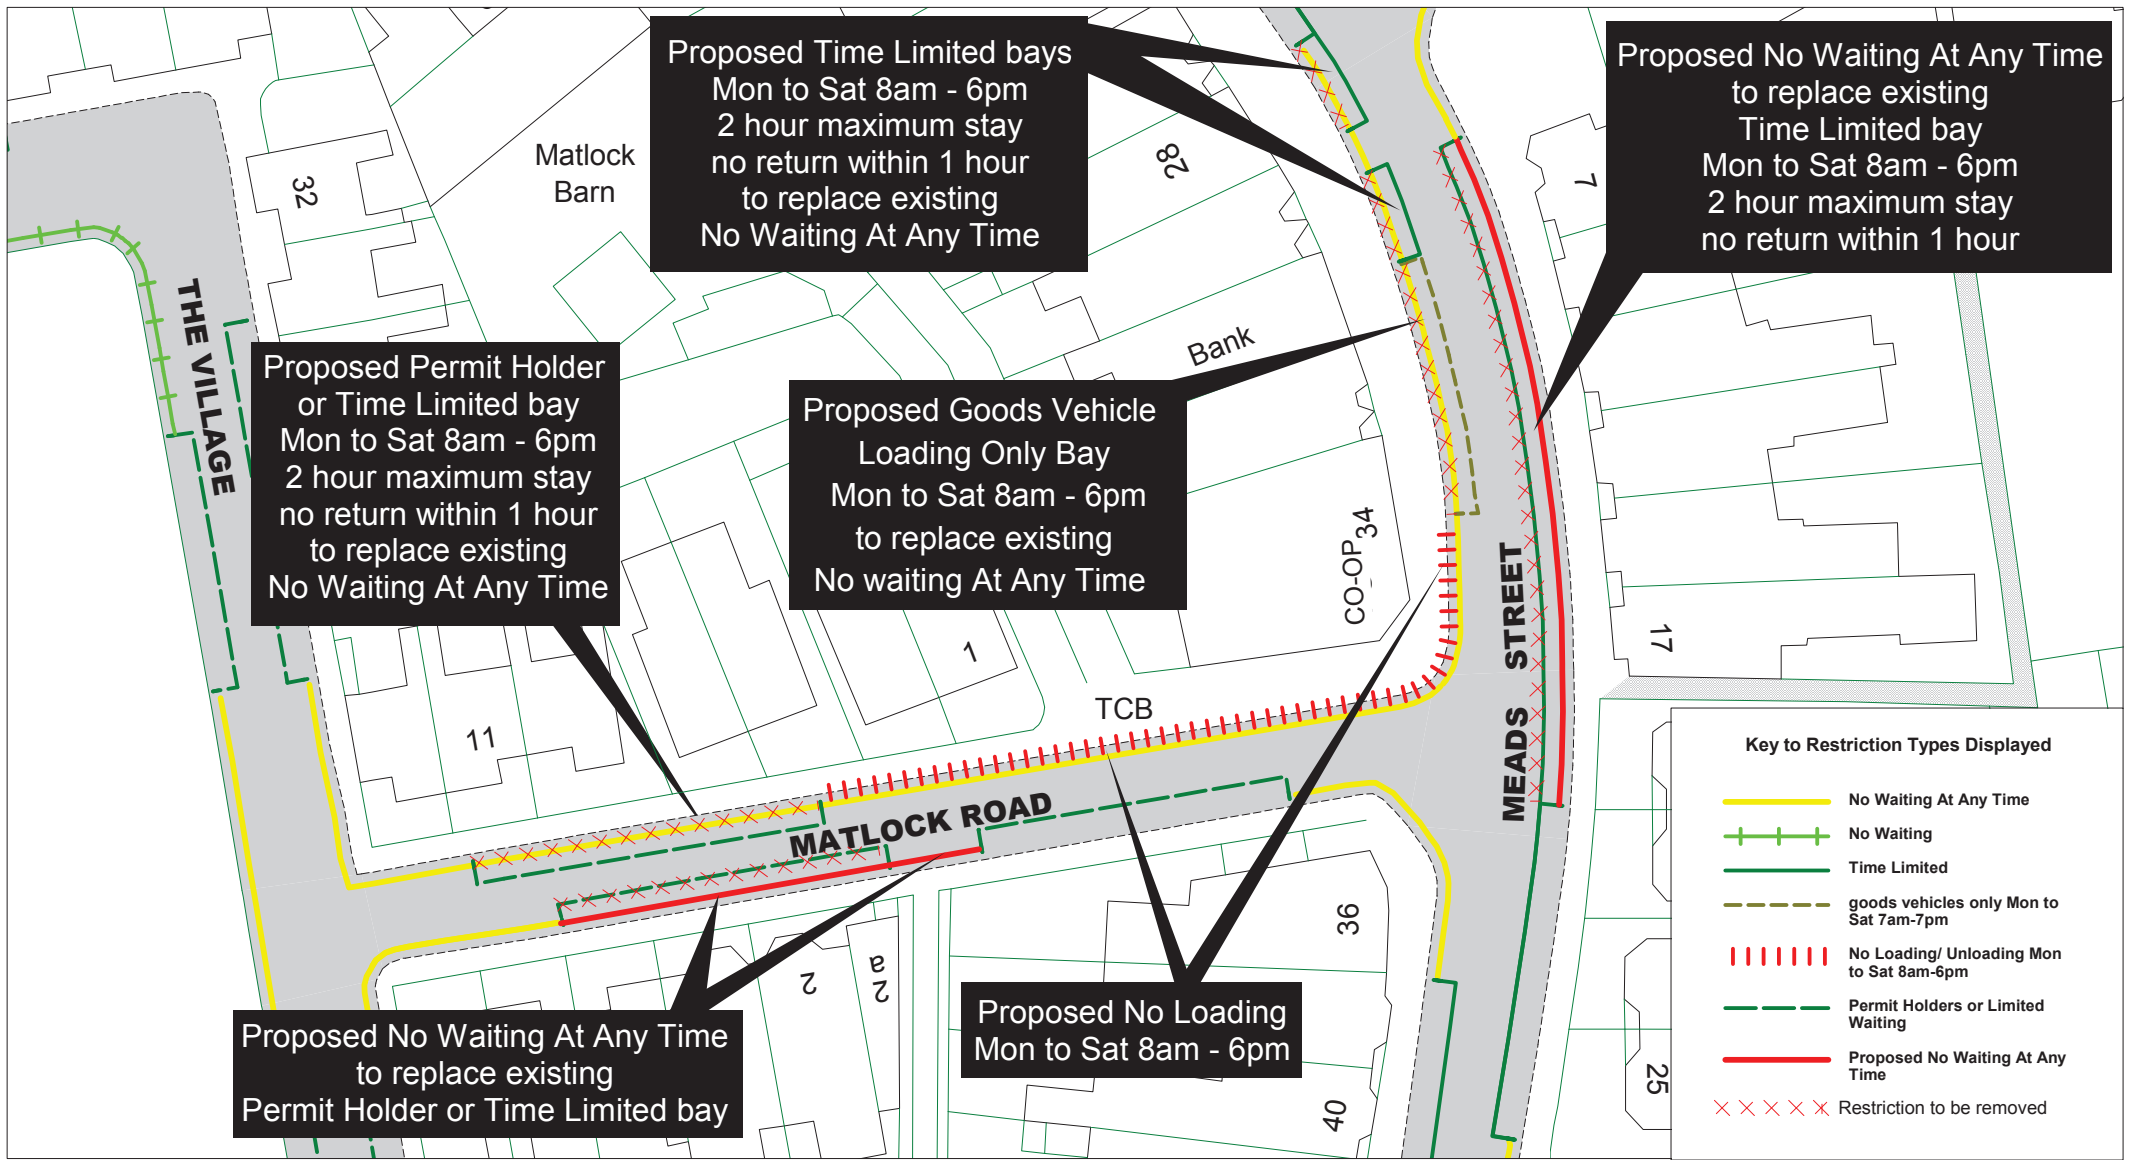 Proposed Time Limited bays
Mon to Sat 8am - 6pm
2 hour maximum stay
no return within 1 hour
to replace existing
No Waiting At Any Time
Proposed No Waiting At Any Time
to replace existing
Time Limited bay
Mon to Sat 8am - 6pm
2 hour maximum stay
no return within 1 hour
Matlock
Barn
32
28
7
THE VILLAGE
Proposed Permit Holder
or Time Limited bay
Mon to Sat 8am - 6pm
2 hour maximum stay
no return within 1 hour
to replace existing
No Waiting At Any Time
Bank
Proposed Goods Vehicle
Loading Only Bay
Mon to Sat 8am - 6pm
to replace existing
No waiting At Any Time
CO-OP
34
MEADS STREET
17
1
11
TCB
MATLOCK ROAD
2
2a
36
40
25
Proposed No Waiting At Any Time
to replace existing
Permit Holder or Time Limited bay
Proposed No Loading
Mon to Sat 8am - 6pm
Key to Restriction Types Displayed
No Waiting At Any Time
No Waiting
Time Limited
goods vehicles only Mon to
Sat 7am-7pm
No Loading/ Unloading Mon
to Sat 8am-6pm
Permit Holders or Limited
Waiting
Proposed No Waiting At Any
Time
Restriction to be removed